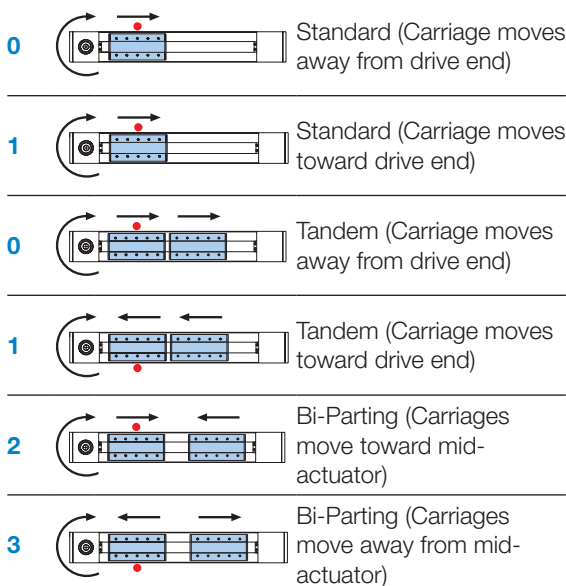 0
Standard (Carriage moves
away from drive end)
1
Standard (Carriage moves
toward drive end)
0
Tandem (Carriage moves
away from drive end)
1
Tandem (Carriage moves
toward drive end)
2
Bi-Parting (Carriages
move toward mid-
actuator)
3
Bi-Parting (Carriages
move away from mid-
actuator)